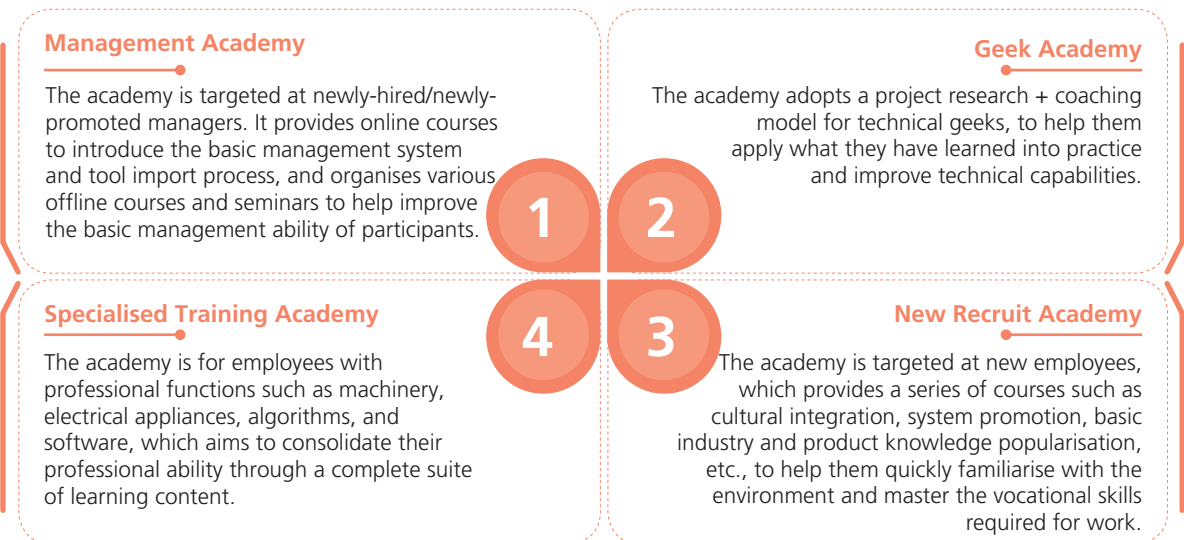 Management Academy
The academy is targeted at newly-hired/newly-
promoted managers. It provides online courses
to introduce the basic management system
and tool import process, and organises various
offline courses and seminars to help improve
the basic management ability of participants.
1
Geek Academy
The academy adopts a project research + coaching
model for technical geeks, to help them
apply what they have learned into practice
and improve technical capabilities.
2
New Recruit Academy
3
The academy is targeted at new employees,
which provides a series of courses such as
cultural integration, system promotion, basic
industry and product knowledge popularisation,
etc., to help them quickly familiarise with the
environment and master the vocational skills
required for work.
Specialised Training Academy
4
The academy is for employees with
professional functions such as machinery,
electrical appliances, algorithms, and
software, which aims to consolidate their
professional ability through a complete suite
of learning content.